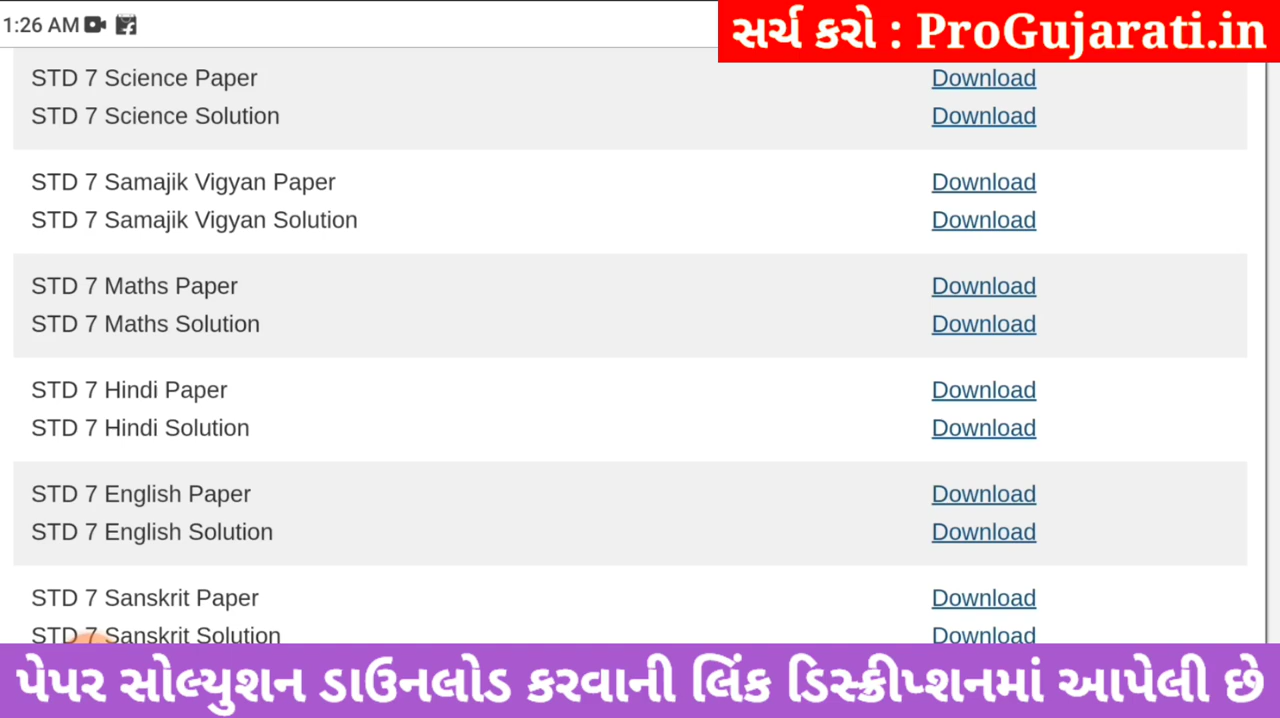 1:26 AM
સર્ચ કરો : ProGujarati.in
STD 7 Science Paper Download
STD 7 Science Solution Download
STD 7 Samajik Vigyan Paper Download
STD 7 Samajik Vigyan Solution Download
STD 7 Maths Paper Download
STD 7 Maths Solution Download
STD 7 Hindi Paper Download
STD 7 Hindi Solution Download
STD 7 English Paper Download
STD 7 English Solution Download
STD 7 Sanskrit Paper Download
STD 7 Sanskrit Solution Download
પેપર સોલ્યુશન ડાઉનલોડ કરવાની લિંક ડિસ્ક્રીપ્શનમાં આપેલી છે